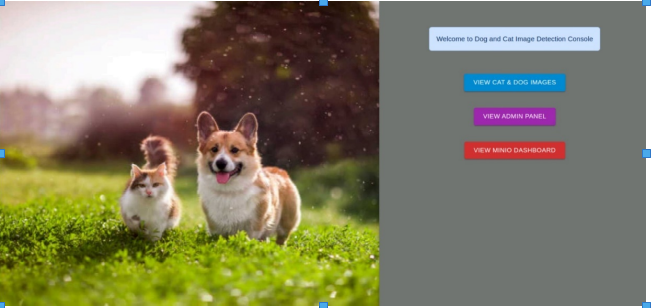 Welcome to Dog and Cat Image Detection Console
VIEW CAT & DOG IMAGES
VIEW ADMIN PANEL
VIEW MINIO DASHBOARD